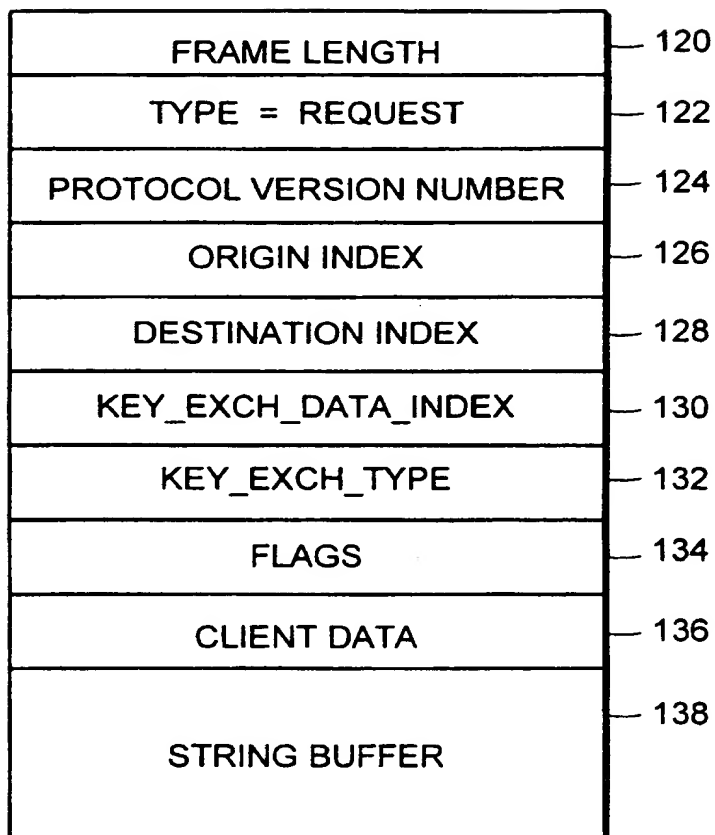 FRAME LENGTH 120
TYPE = REQUEST 122
PROTOCOL VERSION NUMBER 124
ORIGIN INDEX 126
DESTINATION INDEX 128
KEY_EXCH_DATA_INDEX 130
KEY_EXCH_TYPE 132
FLAGS 134
CLIENT DATA 136
138
STRING BUFFER